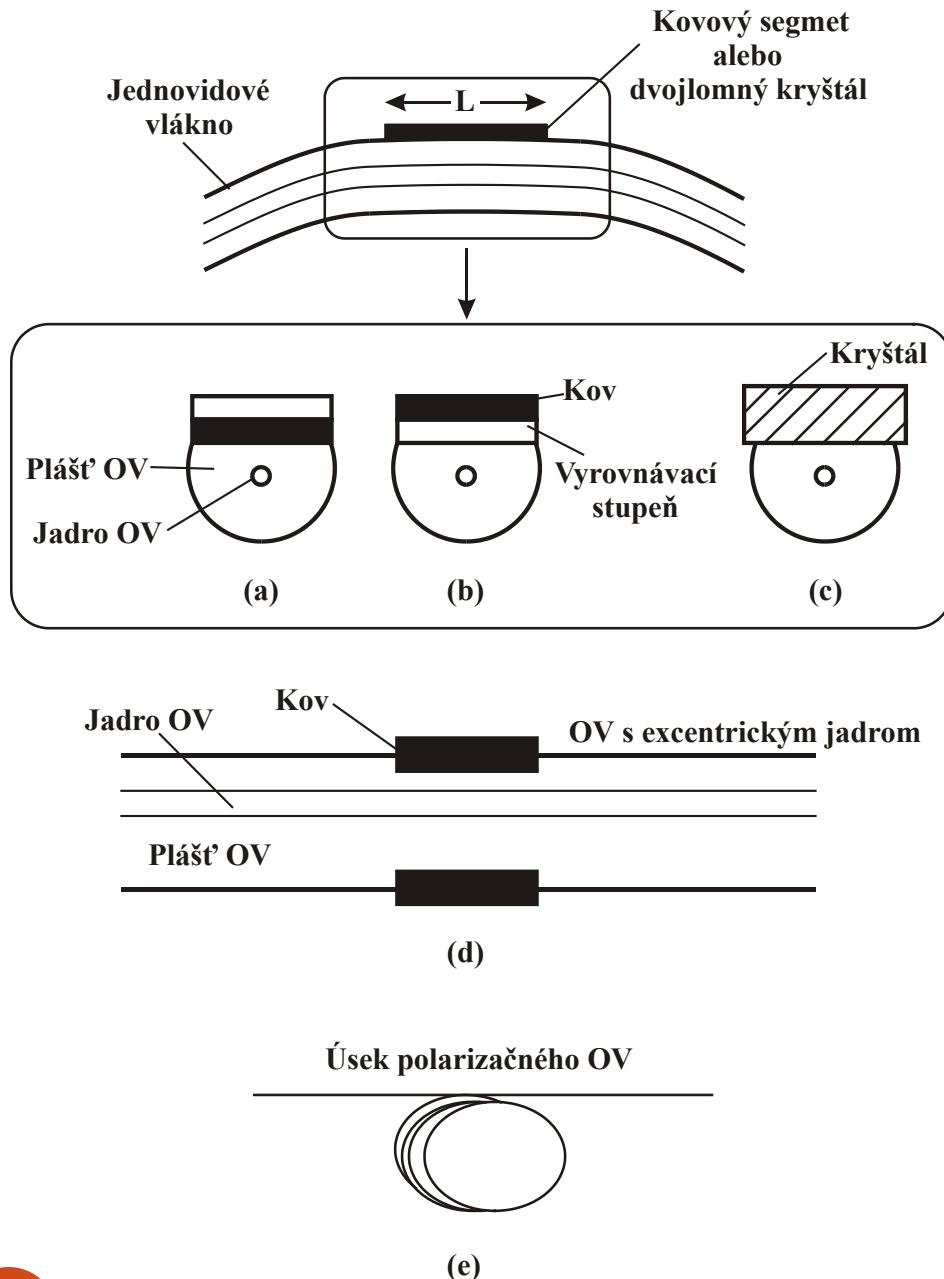 Kovový segmet
alebo
dvojlomný kryštál
Jednovidové
vlákno
L
Kryštál
Kov
Plášť OV
Vyrovnávací
stupeň
Jadro OV
(a)
(b)
(c)
Kov
Jadro OV
OV s excentrickým jadrom
Plášť OV
(d)
Úsek polarizačného OV
(e)